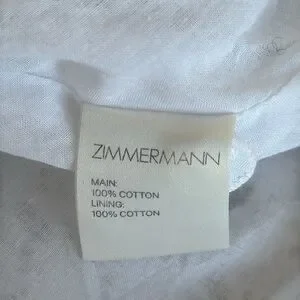 ZIMMERMANN
MAIN:
100% COTTON
LINING:
100% COTTON